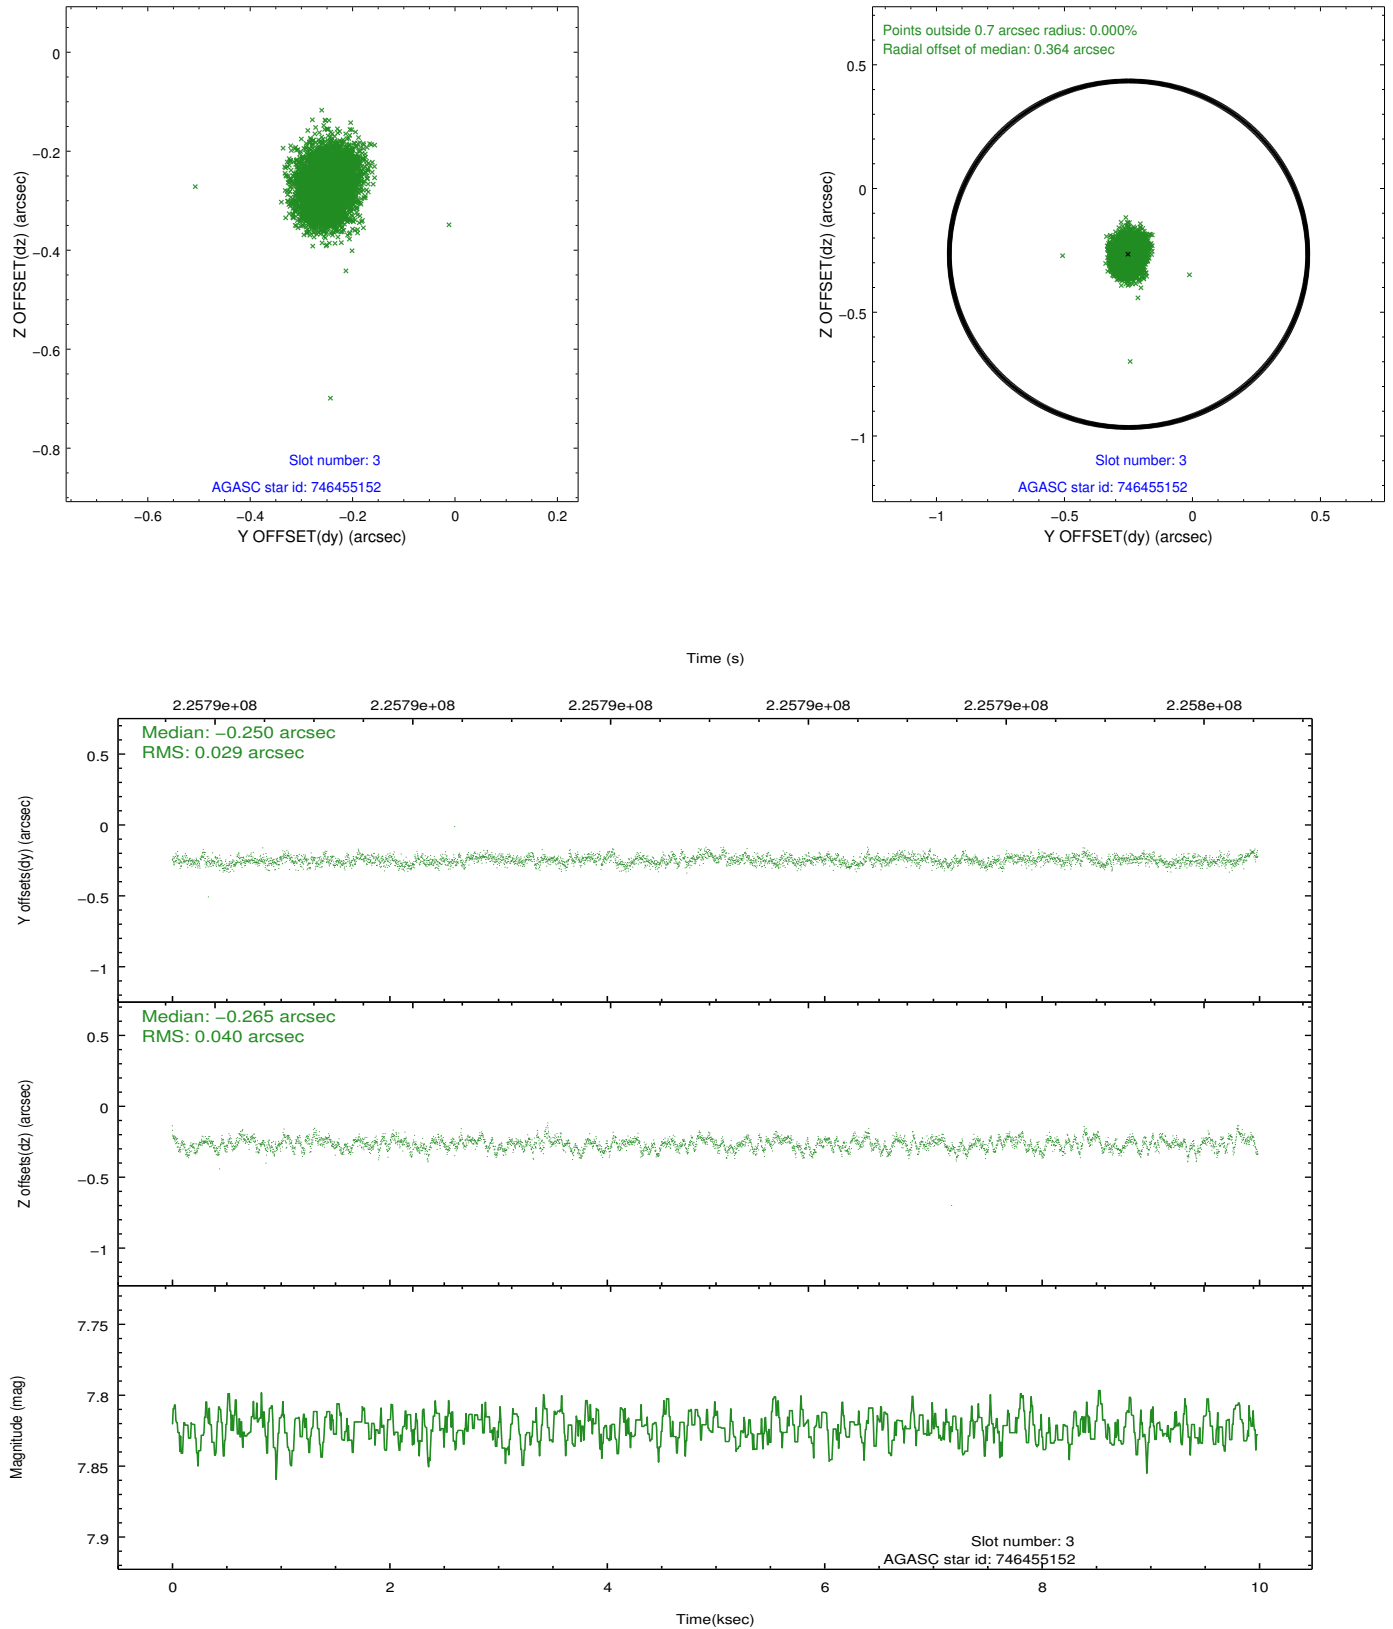 0
−0.2
−0.4
−0.6
−0.8
Z OFFSET(dz) (arcsec)
Slot number: 3
AGASC star id: 746455152
−0.6
−0.4
−0.2
0
0.2
Y OFFSET(dy) (arcsec)
Points outside 0.7 arcsec radius: 0.000%
Radial offset of median: 0.364 arcsec
0.5
0
−0.5
−1
Z OFFSET(dz) (arcsec)
Slot number: 3
AGASC star id: 746455152
−1
−0.5
0
0.5
Y OFFSET(dy) (arcsec)
Time (s)
2.2579e+08
2.2579e+08
2.2579e+08
2.2579e+08
2.2579e+08
2.258e+08
Median: −0.250 arcsec
RMS: 0.029 arcsec
0.5
0
−0.5
−1
Y offsets(dy) (arcsec)
Median: −0.265 arcsec
RMS: 0.040 arcsec
0.5
0
−0.5
−1
Z offsets(dz) (arcsec)
7.75
7.8
7.85
7.9
Magnitude (mag)
Slot number: 3
AGASC star id: 746455152
0
2
4
6
8
10
Time(ksec)